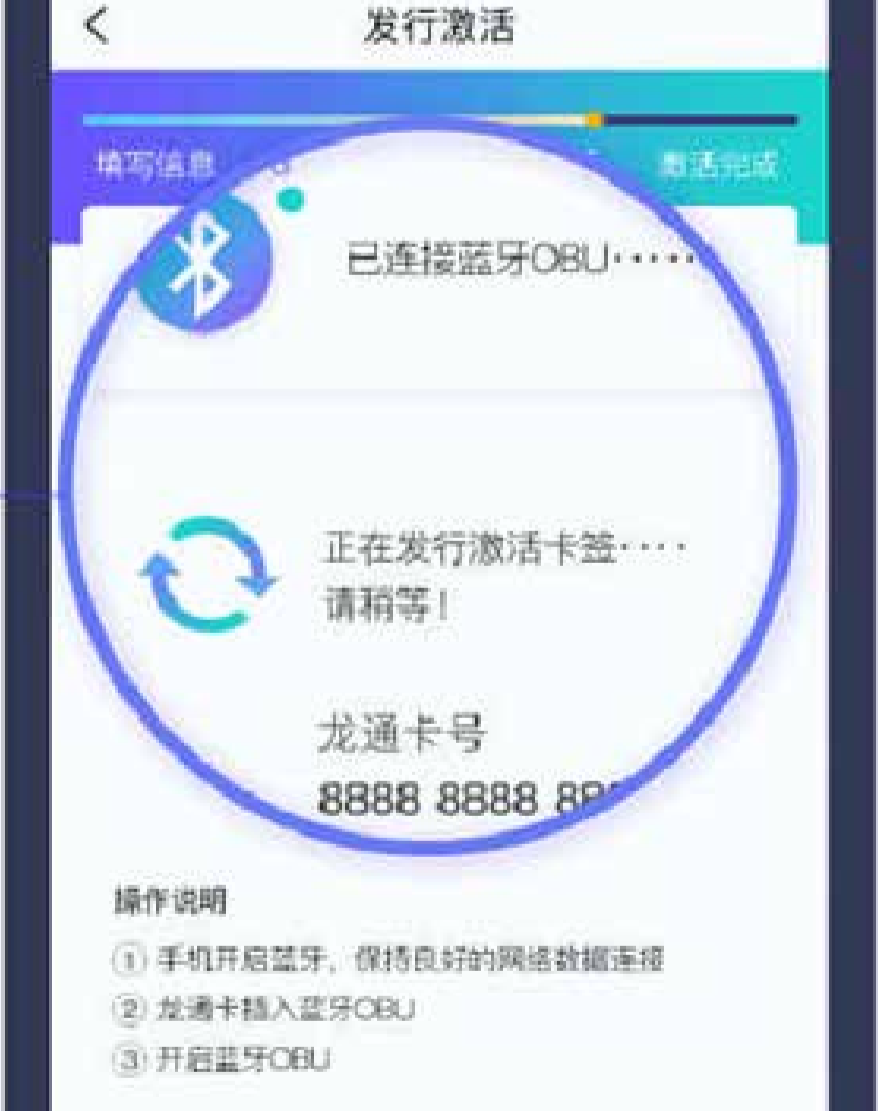 发行激活
填写信息
激活完成
已连接蓝牙OBU·····
正在发行激活卡签····
请稍等!
龙通卡号
8888 8888 88
操作说明
① 手机开启蓝牙，保持良好的网络数据连接
② 龙通卡插入蓝牙OBU
③ 开启蓝牙OBU